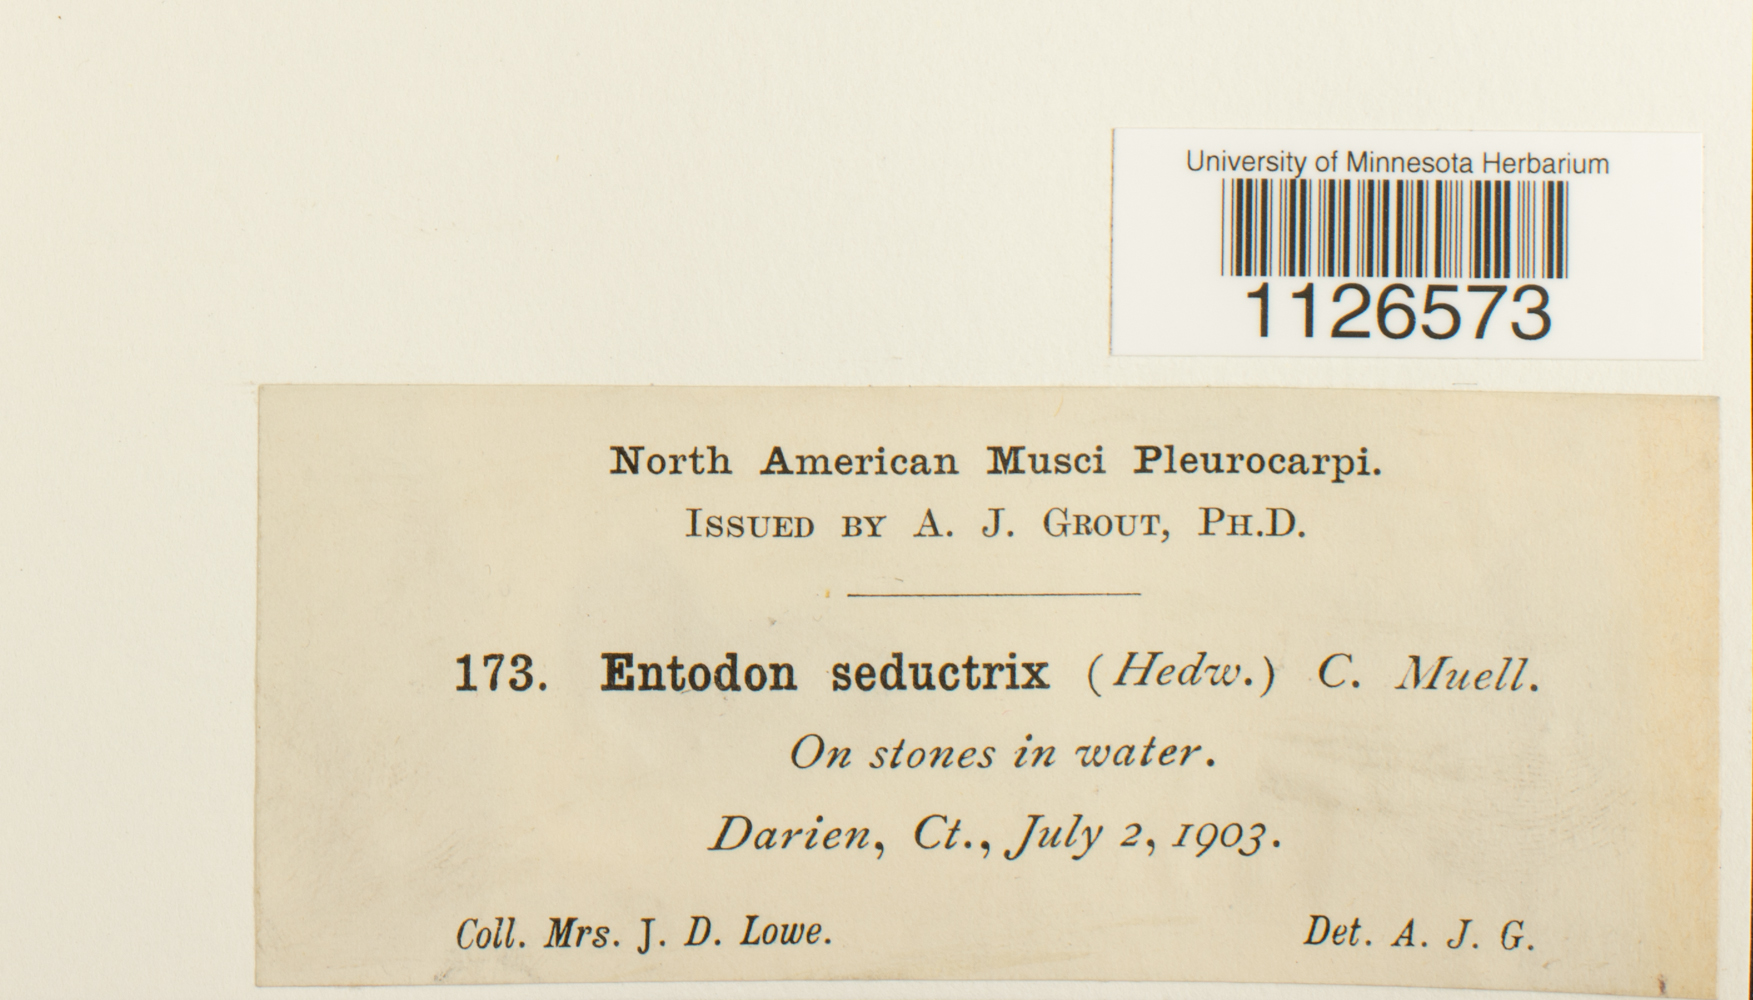 University of Minnesota Herbarium
1126573
North American Musci Pleurocarpi.
Issued by A. J. Grout, Ph.D.
173. Entodon seductrix (Hedw.) C. Muell.
On stones in water.
Darien, Ct., July 2, 1903.
Coll. Mrs. J. D. Lowe. Det. A. J. G.